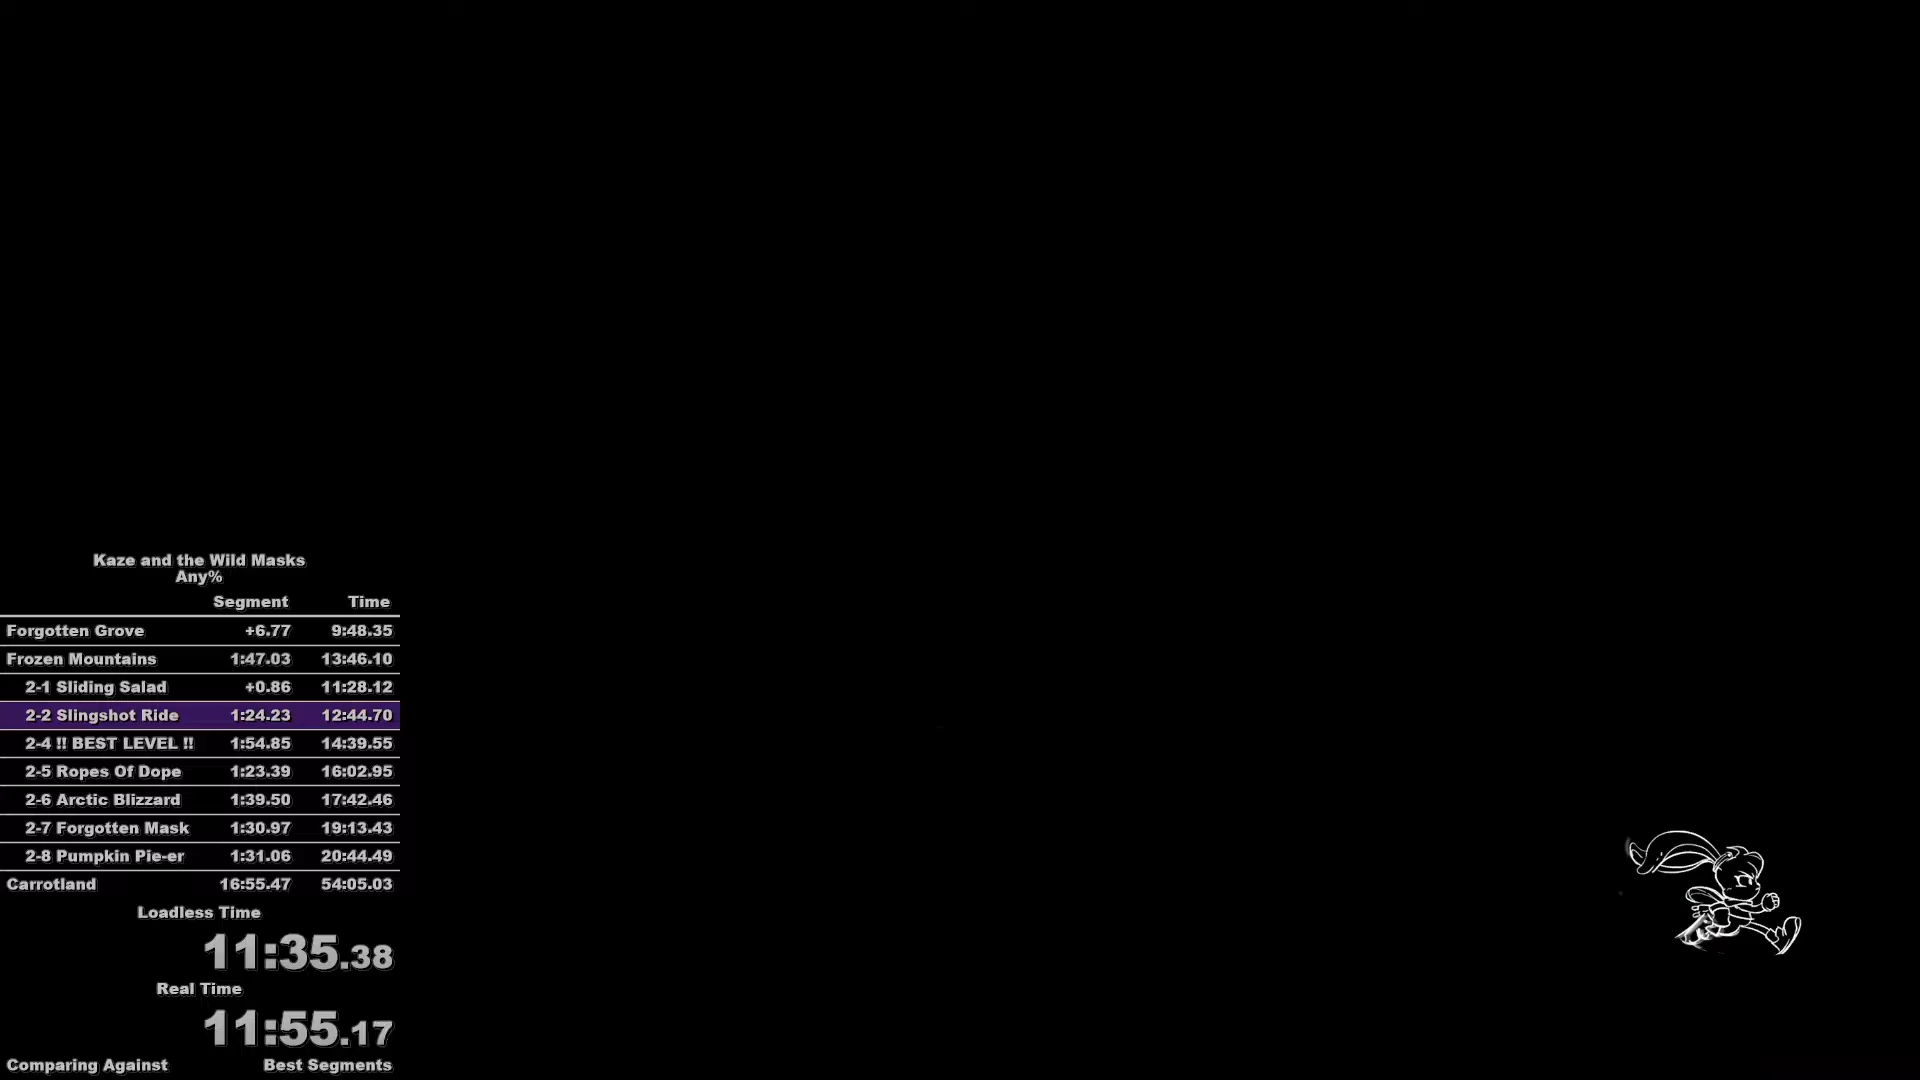 Kaze and the Wild Masks
Any%
Segment Time
Forgotten Grove +6.77 9:48.35
Frozen Mountains 1:47.03 13:46.10
2-1 Sliding Salad +0.86 11:28.12
2-2 Slingshot Ride 1:24.23 12:44.70
2-4 !! BEST LEVEL !! 1:54.85 14:39.55
2-5 Ropes Of Dope 1:23.39 16:02.95
2-6 Arctic Blizzard 1:39.50 17:42.46
2-7 Forgotten Mask 1:30.97 19:13.43
2-8 Pumpkin Pie-er 1:31.06 20:44.49
Carrotland 16:55.47 54:05.03
Loadless Time
11:35.38
Real Time
11:55.17
Comparing Against Best Segments